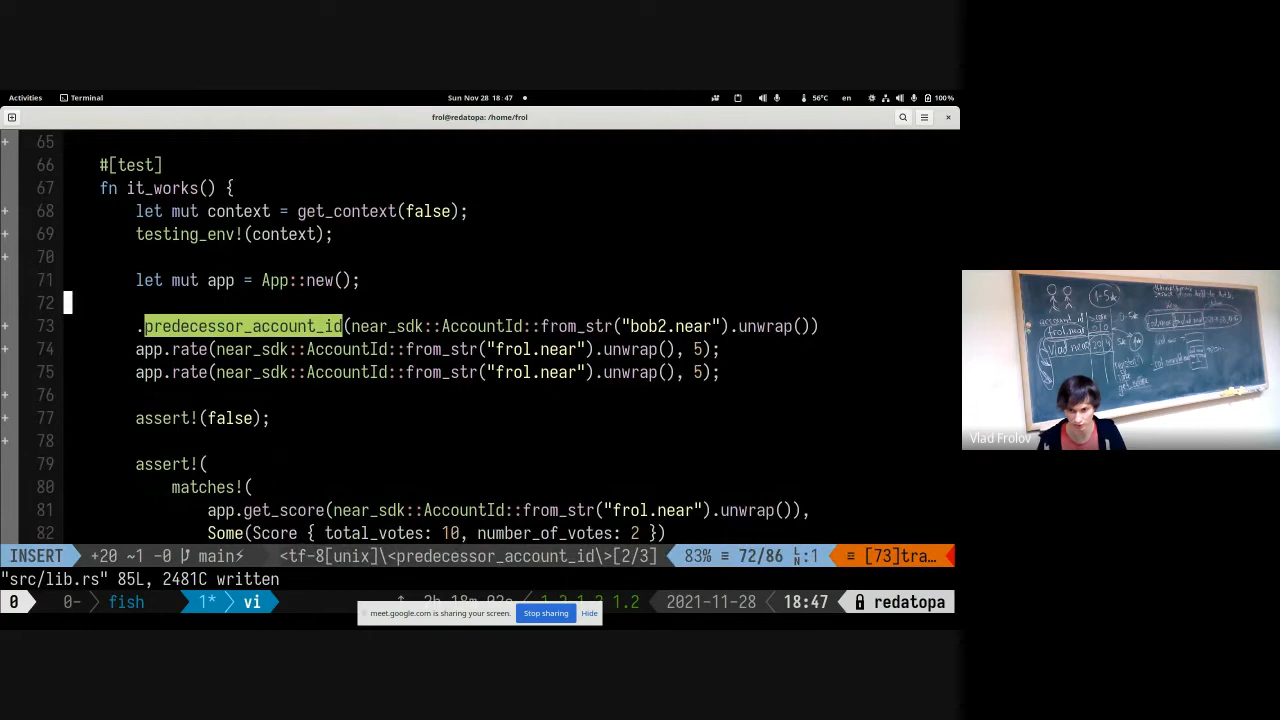 Activities
Terminal
Sun Nov 28 18:47
56°C
en
100%
frol@redatopa: /home/frol
65
66 #[test]
67 fn it_works() {
68 let mut context = get_context(false);
69 testing_env!(context);
70
71 let mut app = App::new();
72
73 .predecessor_account_id(near_sdk::AccountId::from_str("bob2.near").unwrap())
74 app.rate(near_sdk::AccountId::from_str("frol.near").unwrap(), 5);
75 app.rate(near_sdk::AccountId::from_str("frol.near").unwrap(), 5);
76
77 assert!(false);
78
79 assert!(
80 matches!(
81 app.get_score(near_sdk::AccountId::from_str("frol.near").unwrap()),
82 Some(Score { total_votes: 10, number_of_votes: 2 })
INSERT +20 ~1 -0 main⚡ <tf-8[unix]\<predecessor_account_id\>[2/3] 83% ≡ 72/86 L/N:1 ≡ [73]tra…
"src/lib.rs" 85L, 2481C written
0 0- fish 1* vi 2021-11-28 18:47 redatopa
meet.google.com is sharing your screen.
Stop sharing
Hide
1-5
account_id
frol.near
Vlad.near
Vlad Frolov